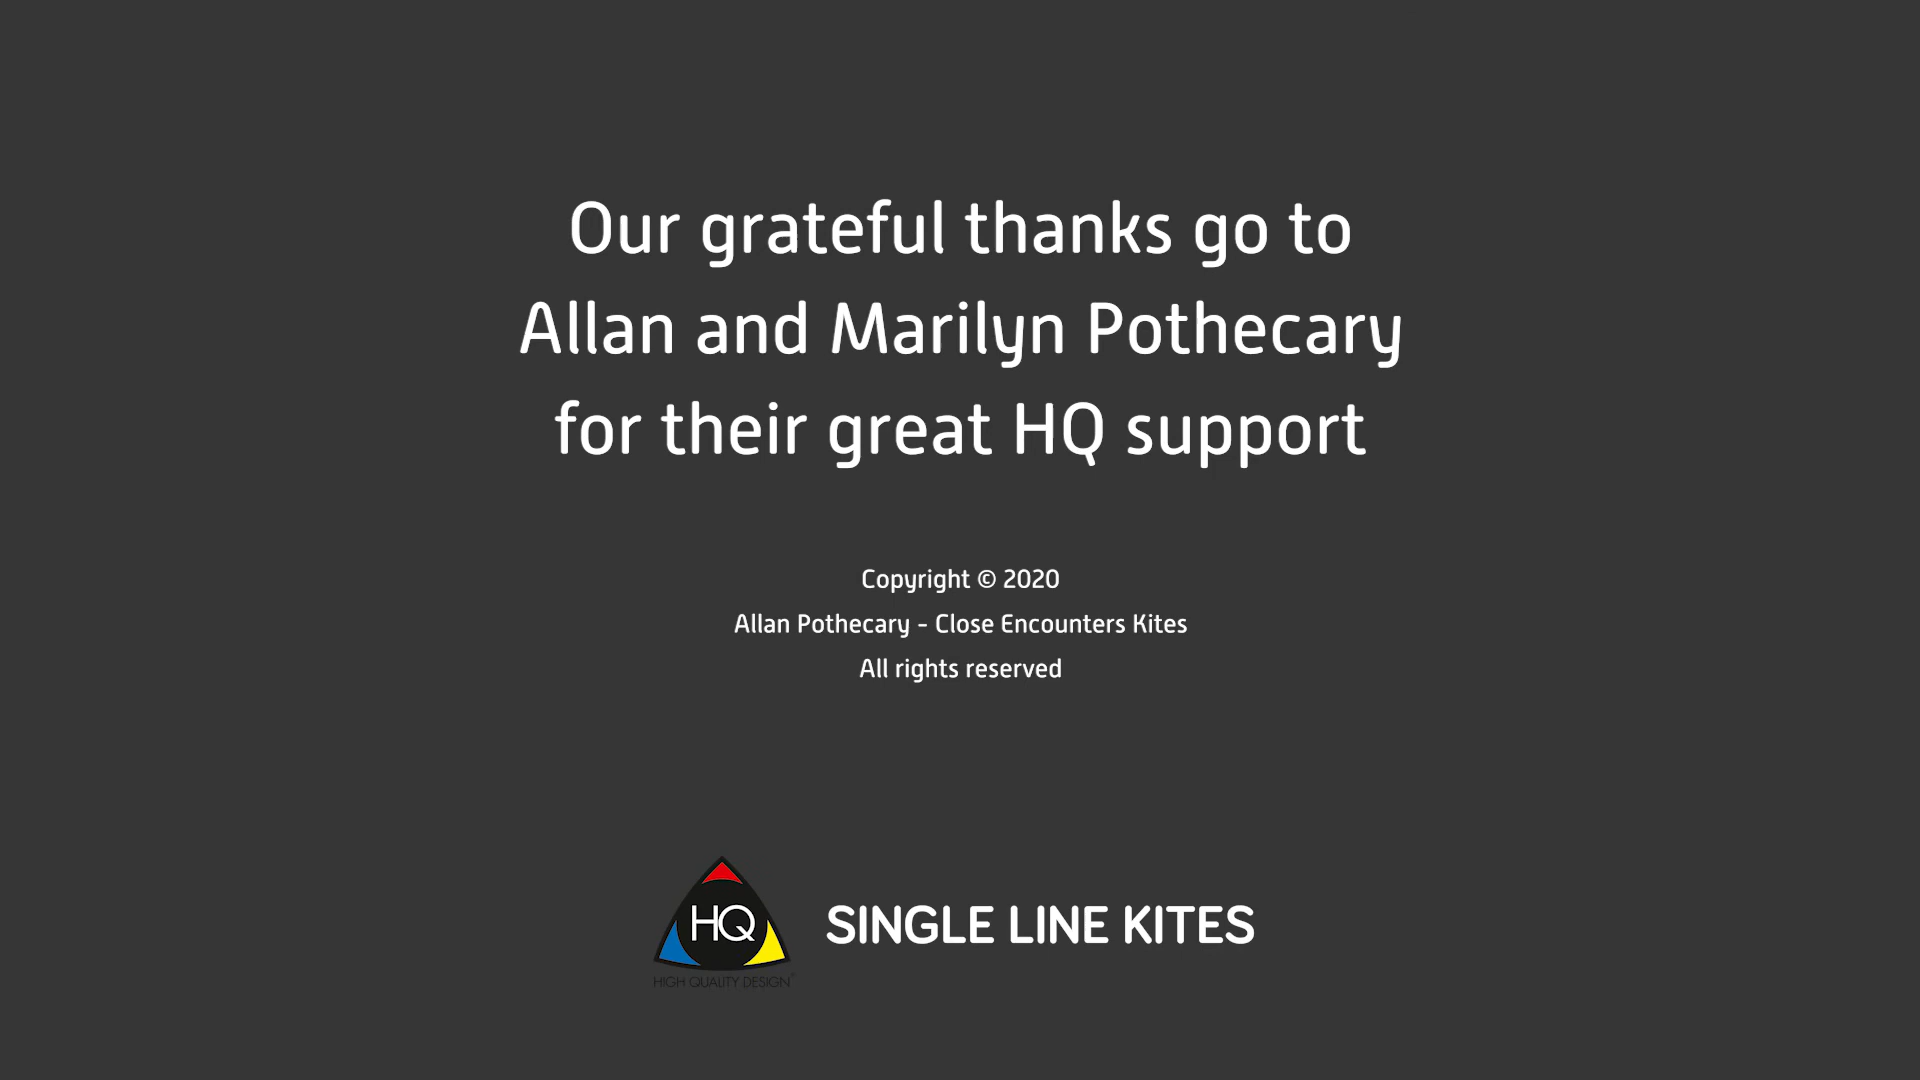 Our grateful thanks go to
Allan and Marilyn Pothecary
for their great HQ support
Copyright © 2020
Allan Pothecary - Close Encounters Kites
All rights reserved
HQ
SINGLE LINE KITES
HIGH QUALITY DESIGN